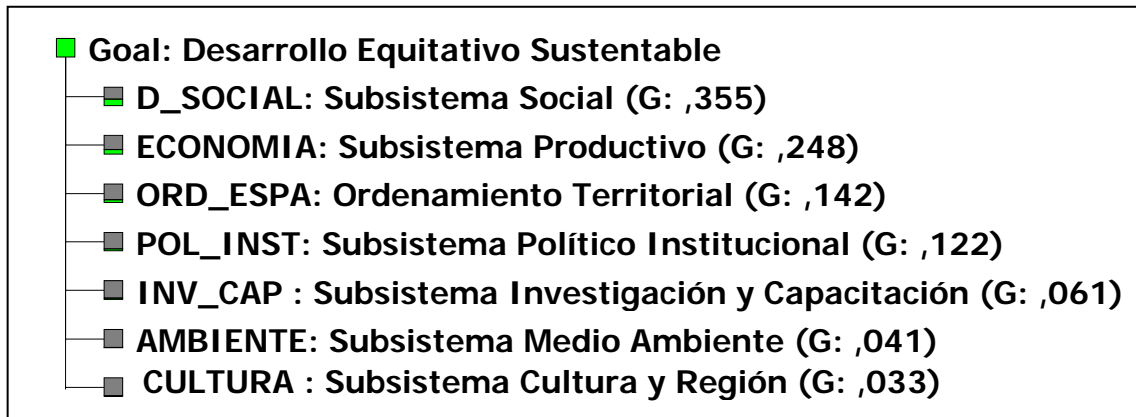 Goal: Desarrollo Equitativo Sustentable
D_SOCIAL: Subsistema Social (G: ,355)
ECONOMIA: Subsistema Productivo (G: ,248)
ORD_ESPA: Ordenamiento Territorial (G: ,142)
POL_INST: Subsistema Político Institucional (G: ,122)
INV_CAP : Subsistema Investigación y Capacitación (G: ,061)
AMBIENTE: Subsistema Medio Ambiente (G: ,041)
CULTURA : Subsistema Cultura y Región (G: ,033)